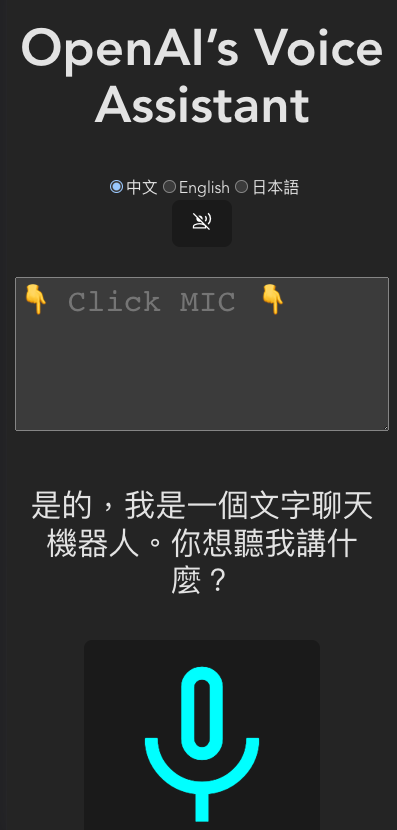 OpenAI’s Voice
Assistant
中文 English 日本語
👇 Click MIC 👇
是的，我是一個文字聊天
機器人。你想聽我講什
麼？